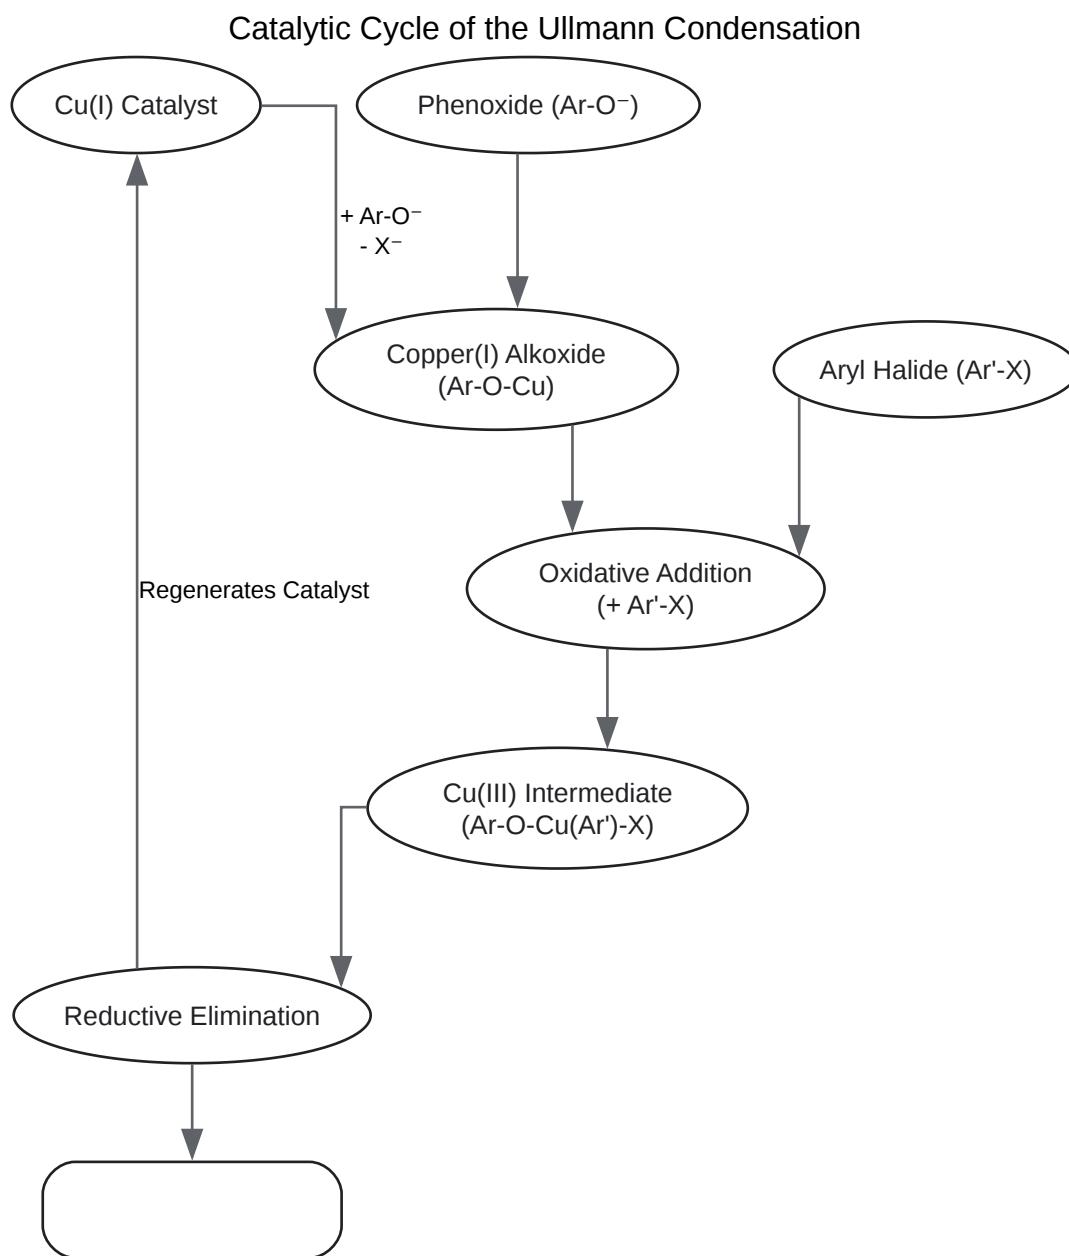 Catalytic Cycle of the Ullmann Condensation
Cu(I) Catalyst
Phenoxide (Ar-O⁻)
+ Ar-O⁻
- X⁻
Copper(I) Alkoxide
(Ar-O-Cu)
Aryl Halide (Ar'-X)
Oxidative Addition
(+ Ar'-X)
Regenerates Catalyst
Cu(III) Intermediate
(Ar-O-Cu(Ar')-X)
Reductive Elimination